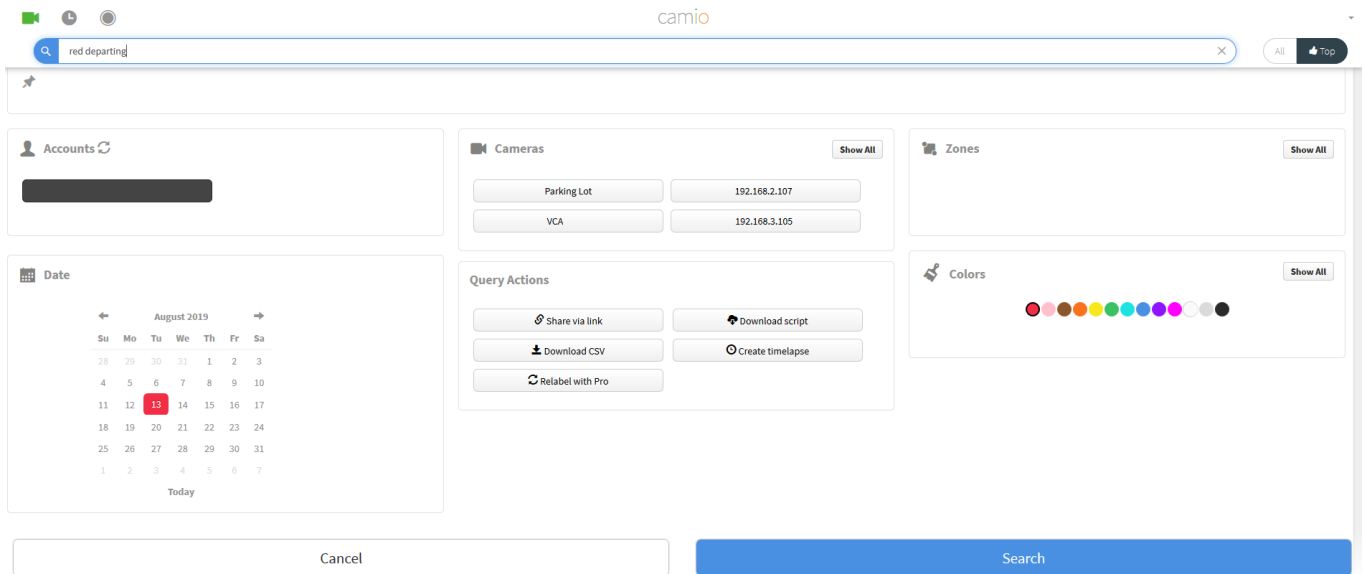 camio
red departing
All Top
Accounts
Cameras Show All
Zones Show All
Parking Lot 192.168.2.107
VCA 192.168.3.105
Date
August 2019
Su Mo Tu We Th Fr Sa
28 29 30 31 1 2 3
4 5 6 7 8 9 10
11 12 13 14 15 16 17
18 19 20 21 22 23 24
25 26 27 28 29 30 31
1 2 3 4 5 6 7
Today
Query Actions
Share via link Download script
Download CSV Create timelapse
Relabel with Pro
Colors Show All
Cancel Search